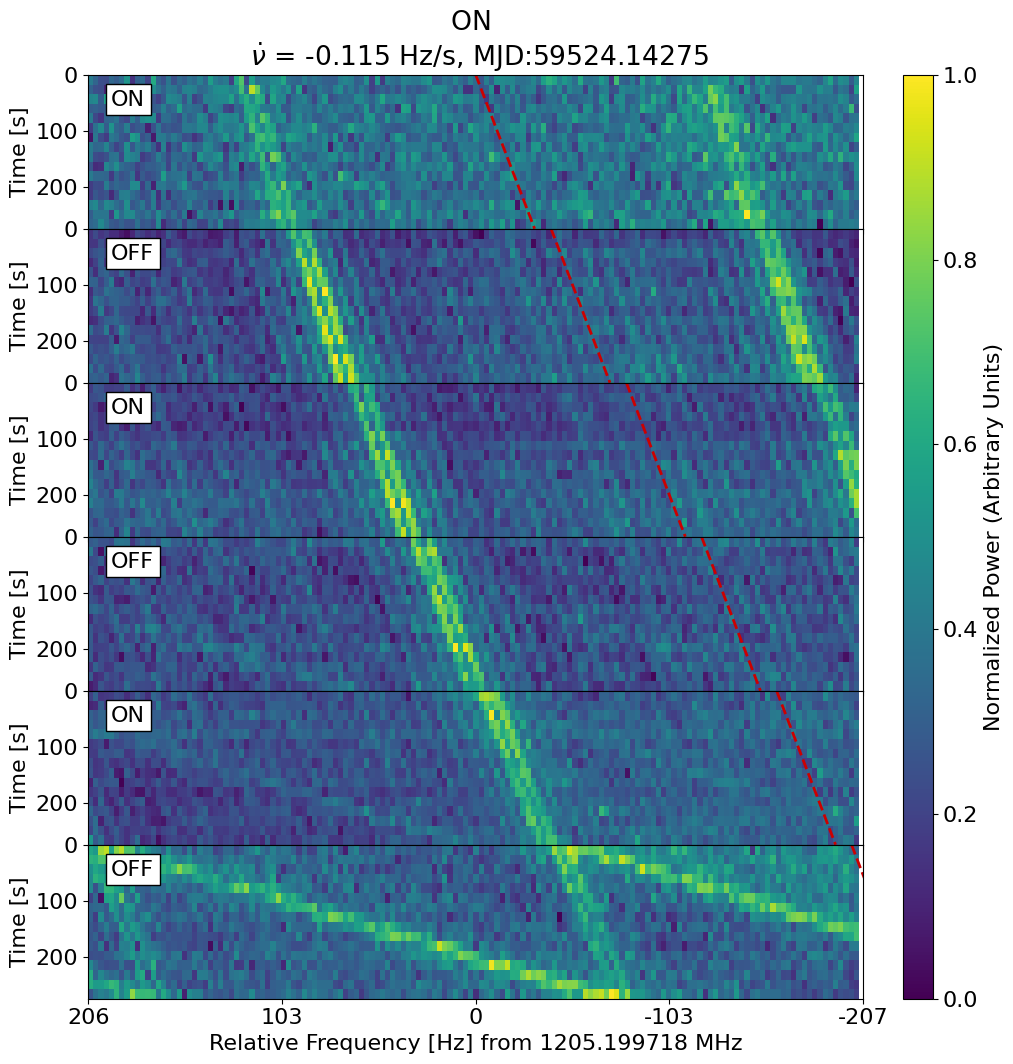 ON
ν̇ = -0.115 Hz/s, MJD:59524.14275
0
ON
100
200
Time [s]
0
OFF
100
200
Time [s]
0
ON
100
200
Time [s]
0
OFF
100
200
Time [s]
0
ON
100
200
Time [s]
0
OFF
100
200
Time [s]
206 103 0 -103 -207
Relative Frequency [Hz] from 1205.199718 MHz
1.0
0.8
0.6
0.4
0.2
0.0
Normalized Power (Arbitrary Units)